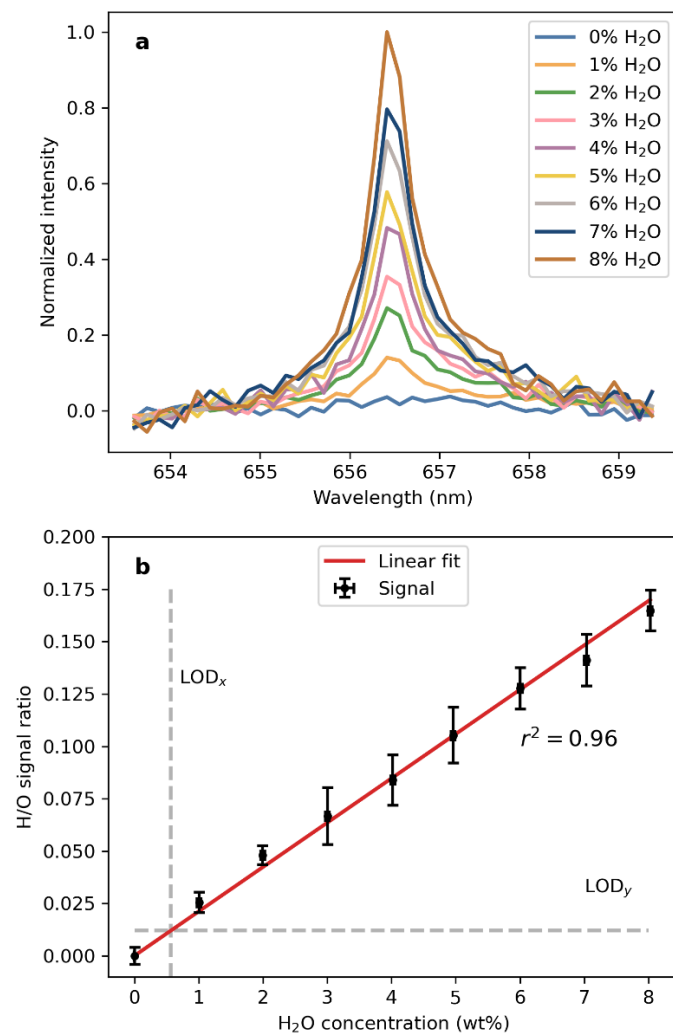 a
1.0
0.8
0.6
0.4
0.2
0.0
Normalized intensity
0% H₂O
1% H₂O
2% H₂O
3% H₂O
4% H₂O
5% H₂O
6% H₂O
7% H₂O
8% H₂O
654 655 656 657 658 659
Wavelength (nm)
b
0.200
0.175
0.150
0.125
0.100
0.075
0.050
0.025
0.000
H/O signal ratio
Linear fit
Signal
LODₓ
r² = 0.96
LODᵧ
0 1 2 3 4 5 6 7 8
H₂O concentration (wt%)